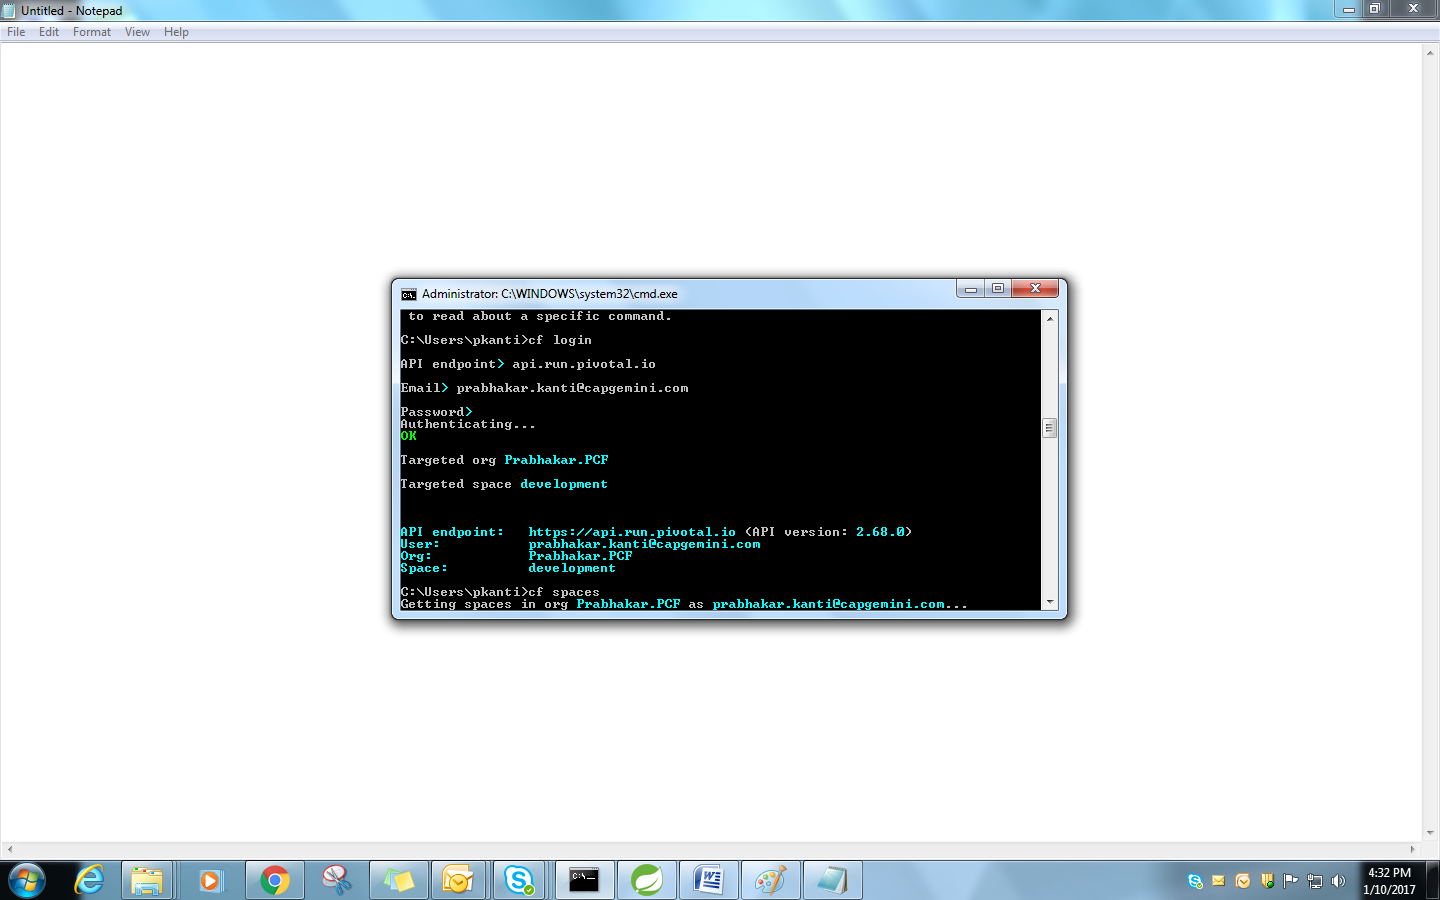 Untitled - Notepad
File Edit Format View Help
Administrator: C:\WINDOWS\system32\cmd.exe
to read about a specific command.
C:\Users\pkanti>cf login
API endpoint> api.run.pivotal.io
Email> prabhakar.kanti@capgemini.com
Password>
Authenticating...
OK
Targeted org Prabhakar.PCF
Targeted space development
API endpoint: https://api.run.pivotal.io (API version: 2.68.0)
User: prabhakar.kanti@capgemini.com
Org: Prabhakar.PCF
Space: development
C:\Users\pkanti>cf spaces
Getting spaces in org Prabhakar.PCF as prabhakar.kanti@capgemini.com...
4:32 PM
1/10/2017